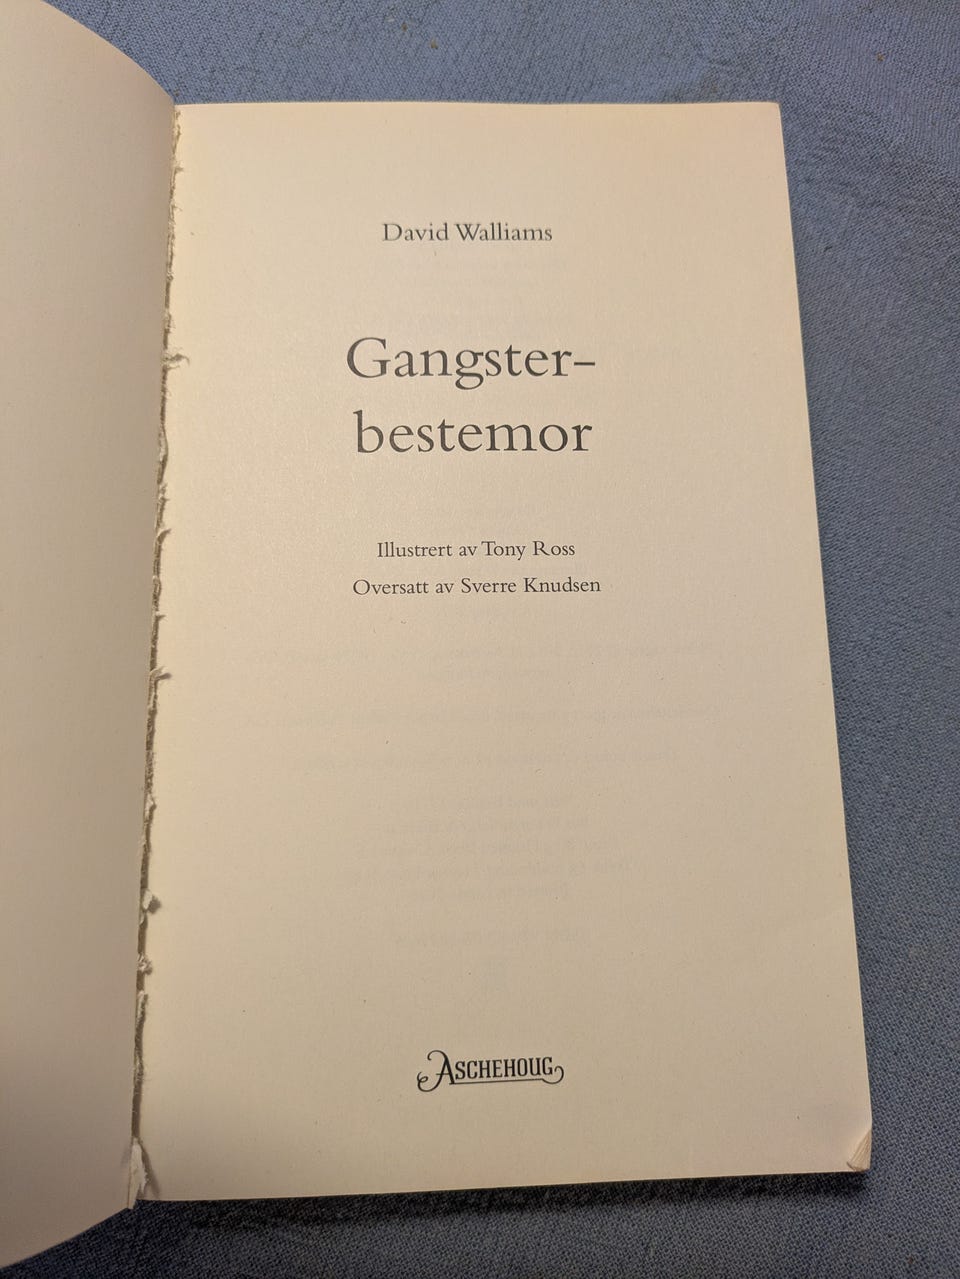 David Walliams
Gangster-
bestemor
Illustrert av Tony Ross
Oversatt av Sverre Knudsen
ASCHEHOUG